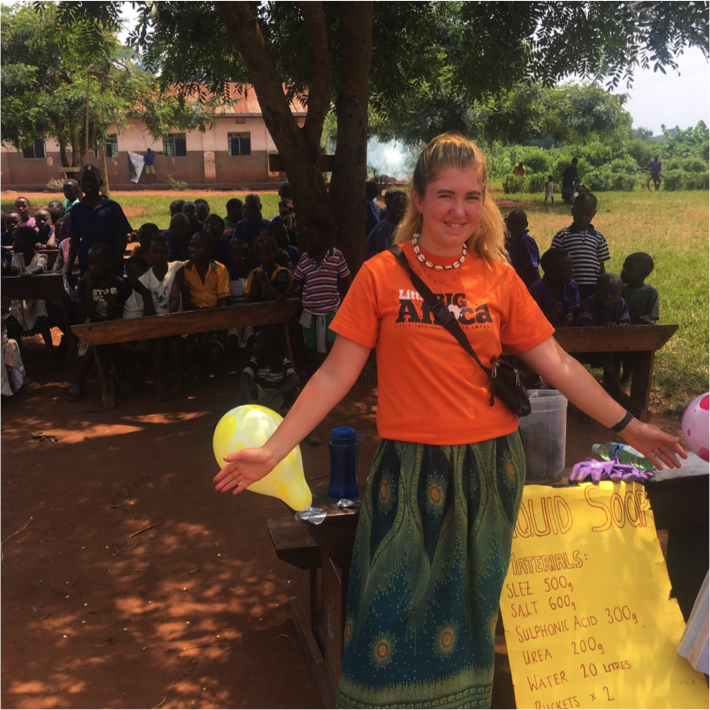 Little BIG
Africa
LIQUID SOAP
MATERIALS:
SLEZ 500g
SALT 600g
SULPHONIC ACID 300g
UREA 200g
WATER 20 LITRES
BUCKETS x 2